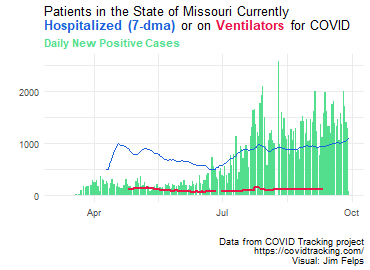 Patients in the State of Missouri Currently
Hospitalized (7-dma) or on Ventilators for COVID
Daily New Positive Cases
2000
1000
0
Apr
Jul
Oct
Data from COVID Tracking project
https://covidtracking.com/
Visual: Jim Felps